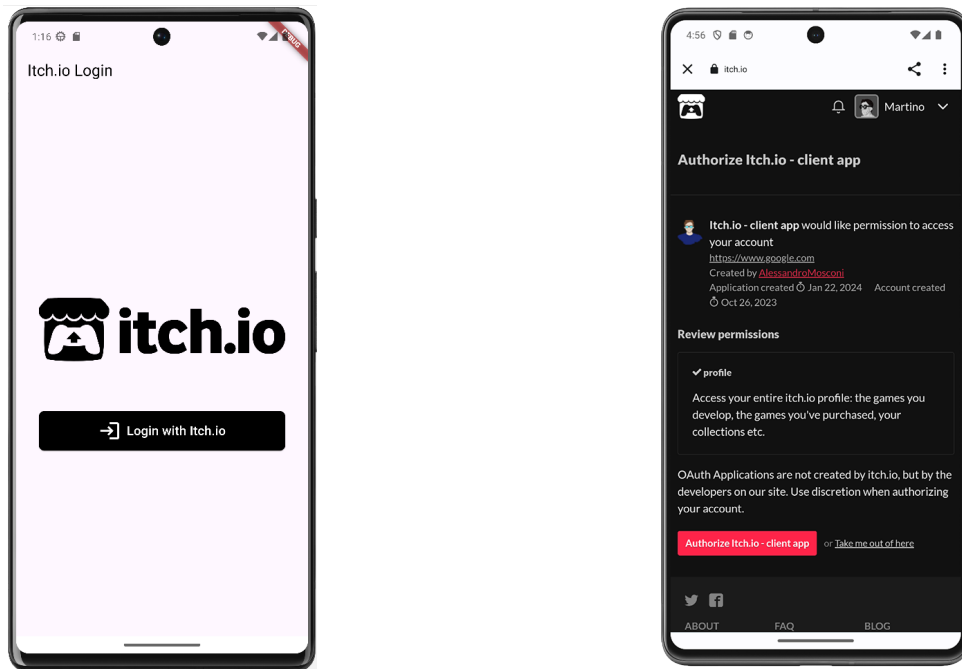 1:16
DEBUG
Itch.io Login
itch.io
Login with Itch.io
4:56
itch.io
Martino
Authorize Itch.io - client app
Itch.io - client app would like permission to access
your account
https://www.google.com
Created by AlessandroMosconi
Application created Jan 22, 2024 Account created
Oct 26, 2023
Review permissions
profile
Access your entire itch.io profile: the games you
develop, the games you've purchased, your
collections etc.
OAuth Applications are not created by itch.io, but by the
developers on our site. Use discretion when authorizing
your account.
Authorize Itch.io - client app or Take me out of here
ABOUT FAQ BLOG